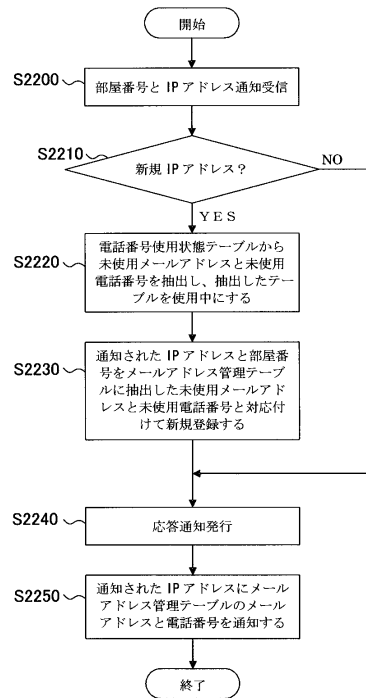 開始
S2200
部屋番号と IP アドレス通知受信
S2210
新規 IP アドレス？
NO
YES
S2220
電話番号使用状態テーブルから
未使用メールアドレスと未使用
電話番号を抽出し、抽出したテー
ブルを使用中にする
S2230
通知された IP アドレスと部屋番
号をメールアドレス管理テーブ
ルに抽出した未使用メールアド
レスと未使用電話番号と対応付
けて新規登録する
S2240
応答通知発行
S2250
通知された IP アドレスにメール
アドレス管理テーブルのメール
アドレスと電話番号を通知する
終了